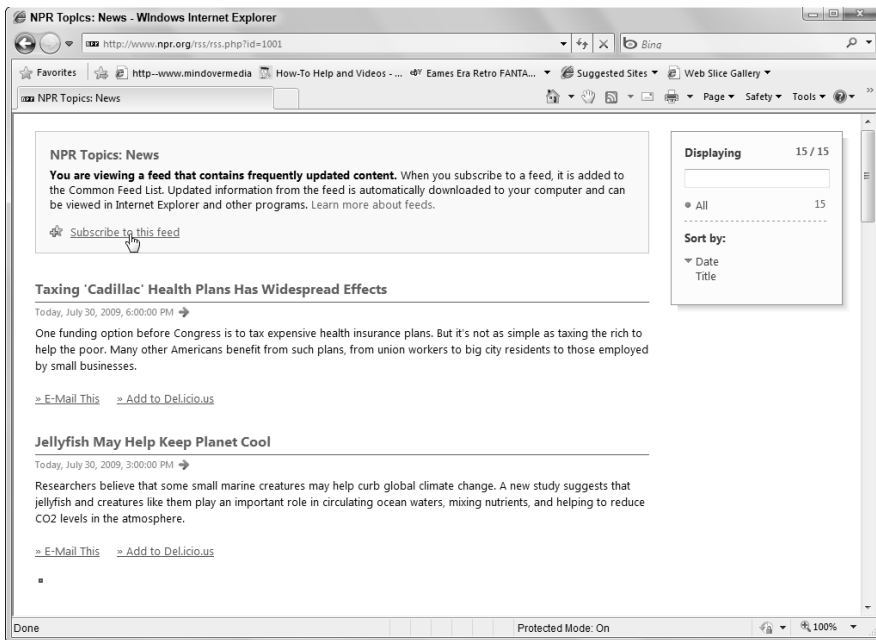 NPR Topics: News - Windows Internet Explorer
http://www.npr.org/rss/rss.php?id=1001
Bing
Favorites
http--www.mindovermedia
How-To Help and Videos - ...
Eames Era Retro FANTA...
Suggested Sites
Web Slice Gallery
NPR Topics: News
Page
Safety
Tools
»
NPR Topics: News
You are viewing a feed that contains frequently updated content. When you subscribe to a feed, it is added to
the Common Feed List. Updated information from the feed is automatically downloaded to your computer and can
be viewed in Internet Explorer and other programs. Learn more about feeds.
Subscribe to this feed
Displaying 15 / 15
All 15
Sort by:
Date
Title
Taxing 'Cadillac' Health Plans Has Widespread Effects
Today, July 30, 2009, 6:00:00 PM
One funding option before Congress is to tax expensive health insurance plans. But it's not as simple as taxing the rich to
help the poor. Many other Americans benefit from such plans, from union workers to big city residents to those employed
by small businesses.
» E-Mail This » Add to Del.icio.us
Jellyfish May Help Keep Planet Cool
Today, July 30, 2009, 3:00:00 PM
Researchers believe that some small marine creatures may help curb global climate change. A new study suggests that
jellyfish and creatures like them play an important role in circulating ocean waters, mixing nutrients, and helping to reduce
CO2 levels in the atmosphere.
» E-Mail This » Add to Del.icio.us
Done
Protected Mode: On
100%